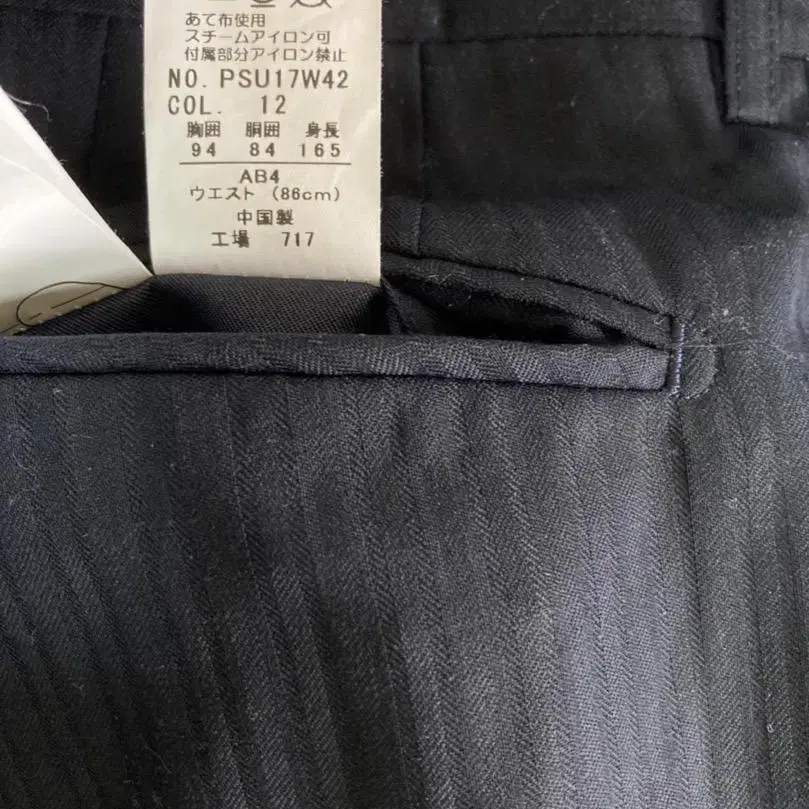 あて布使用
スチームアイロン可
付属部分アイロン禁止
NO. PSU17W42
COL. 12
胸囲 胴囲 身長
94 84 165
AB4
ウエスト (86cm)
中国製
工場 717